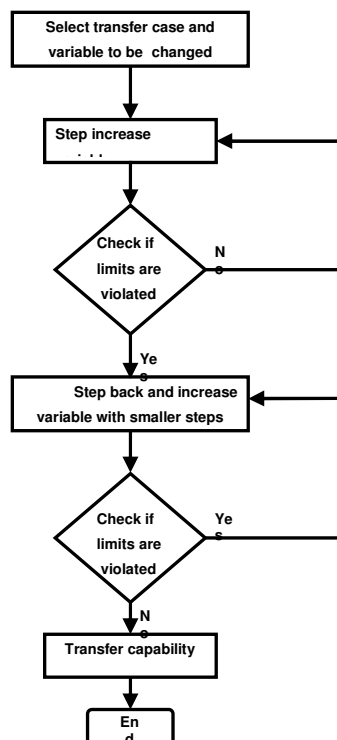 Select transfer case and
variable to be changed
Step increase
Check if
limits are
violated
N
o
Ye
s
Step back and increase
variable with smaller steps
Check if
limits are
violated
Ye
s
N
o
Transfer capability
En
d